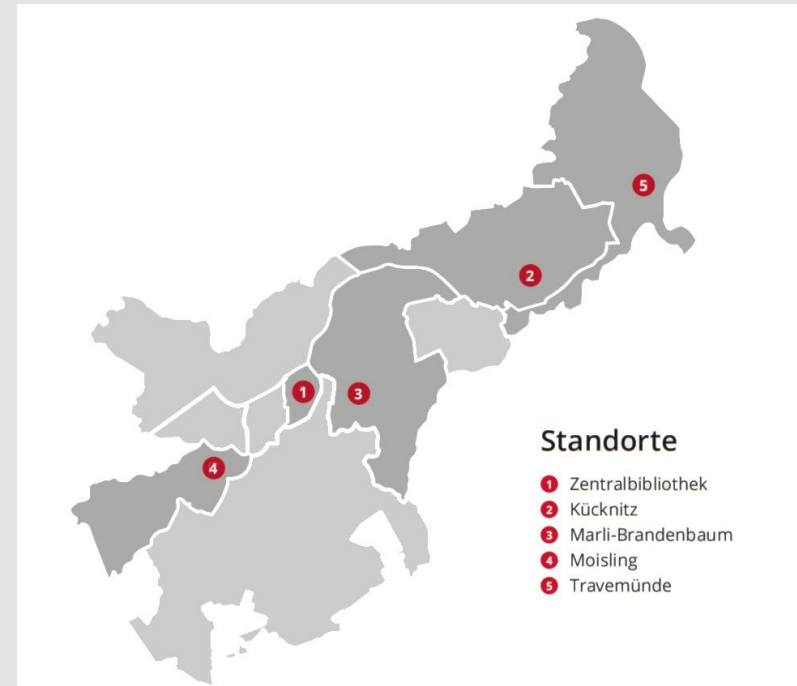 5
2
1
3
4
Standorte
1 Zentralbibliothek
2 Kücknitz
3 Marli-Brandenbaum
4 Moisling
5 Travemünde